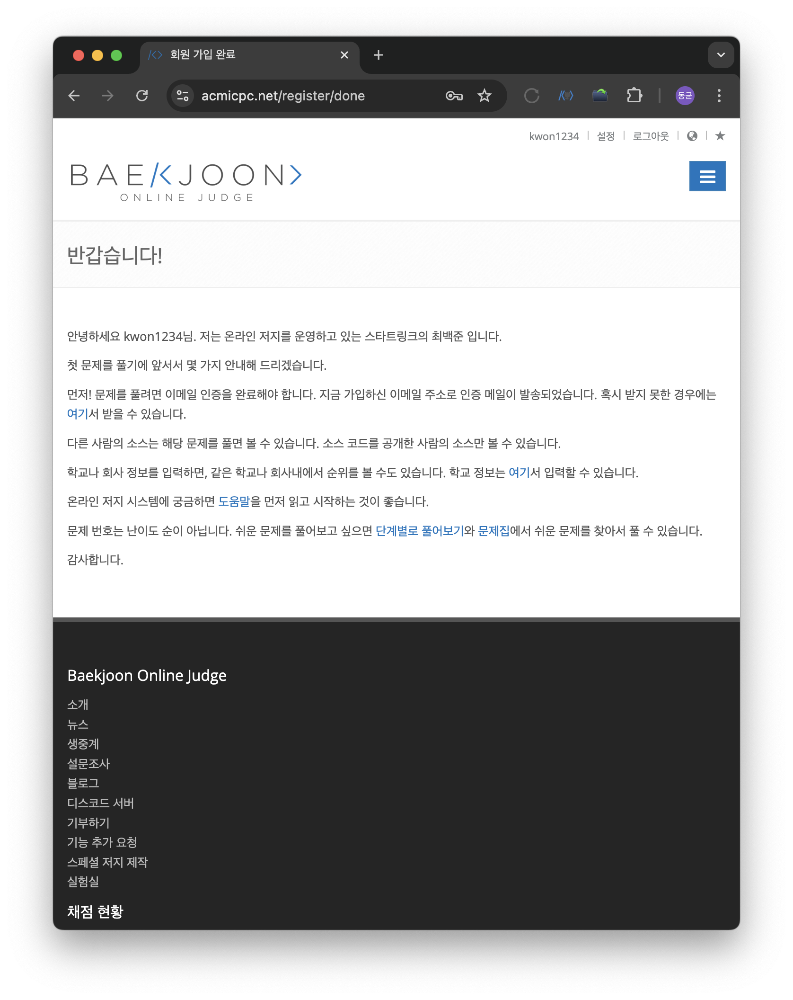 회원 가입 완료
acmicpc.net/register/done
동균
kwon1234 설정 로그아웃
BAEKJOON
ONLINE JUDGE
반갑습니다!
안녕하세요 kwon1234님. 저는 온라인 저지를 운영하고 있는 스타트링크의 최백준 입니다.
첫 문제를 풀기에 앞서서 몇 가지 안내해 드리겠습니다.
먼저! 문제를 풀려면 이메일 인증을 완료해야 합니다. 지금 가입하신 이메일 주소로 인증 메일이 발송되었습니다. 혹시 받지 못한 경우에는
여기서 받을 수 있습니다.
다른 사람의 소스는 해당 문제를 풀면 볼 수 있습니다. 소스 코드를 공개한 사람의 소스만 볼 수 있습니다.
학교나 회사 정보를 입력하면, 같은 학교나 회사내에서 순위를 볼 수도 있습니다. 학교 정보는 여기서 입력할 수 있습니다.
온라인 저지 시스템에 궁금하면 도움말을 먼저 읽고 시작하는 것이 좋습니다.
문제 번호는 난이도 순이 아닙니다. 쉬운 문제를 풀어보고 싶으면 단계별로 풀어보기와 문제집에서 쉬운 문제를 찾아서 풀 수 있습니다.
감사합니다.
Baekjoon Online Judge
소개
뉴스
생중계
설문조사
블로그
디스코드 서버
기부하기
기능 추가 요청
스페셜 저지 제작
실험실
채점 현황